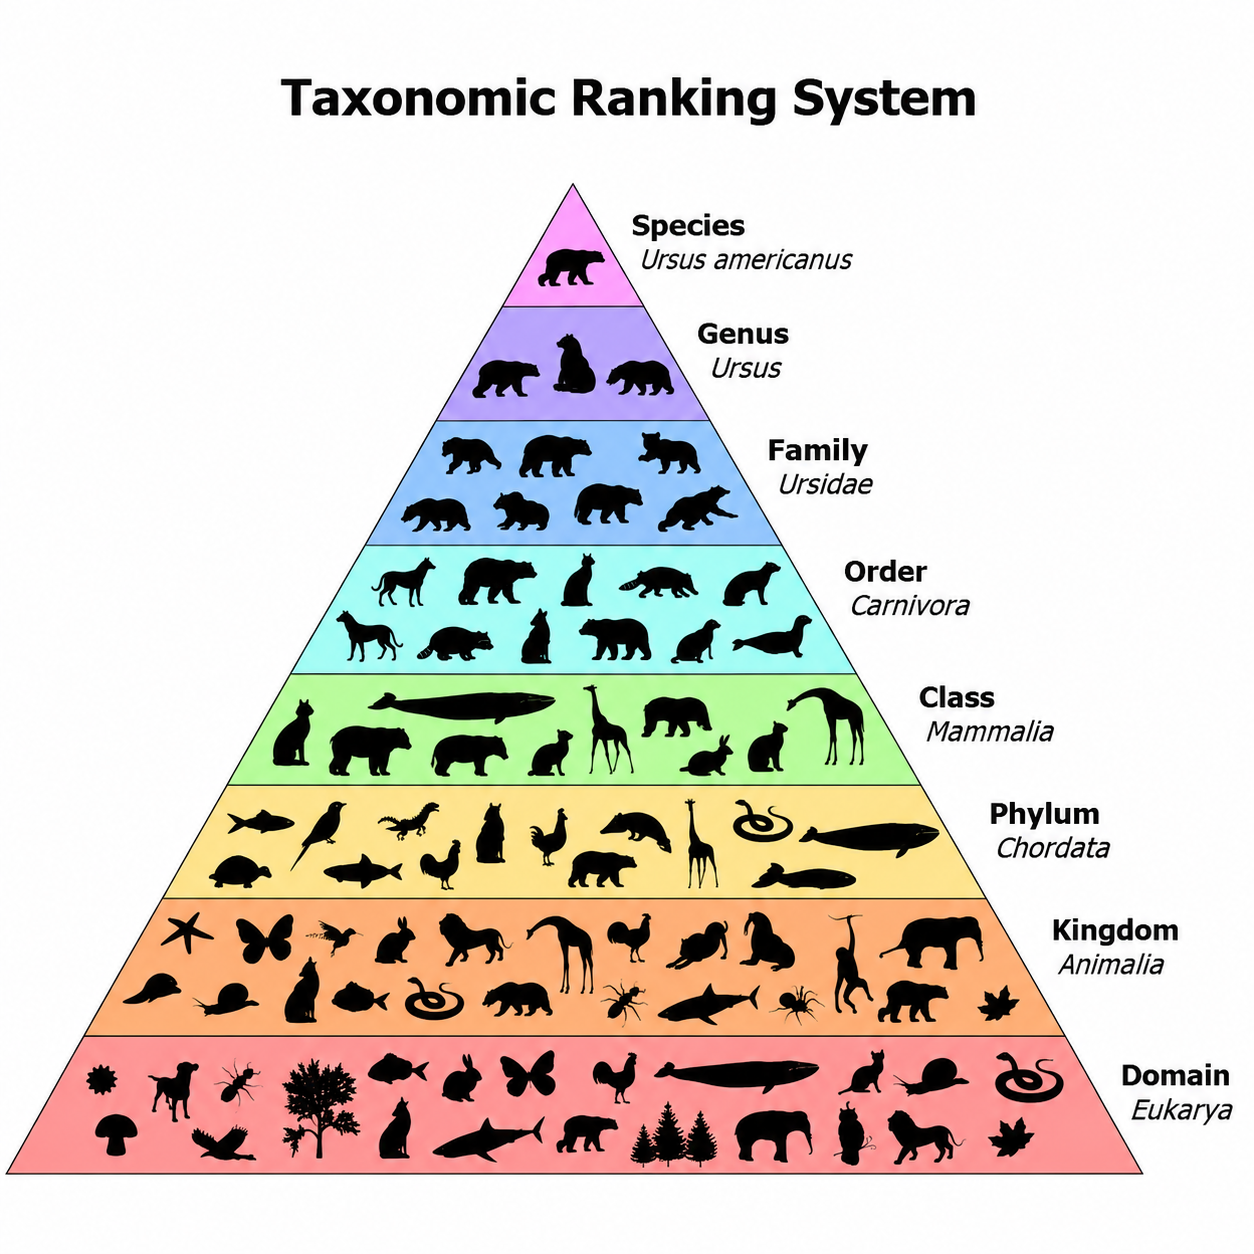 Taxonomic Ranking System
Species
Ursus americanus
Genus
Ursus
Family
Ursidae
Order
Carnivora
Class
Mammalia
Phylum
Chordata
Kingdom
Animalia
Domain
Eukarya